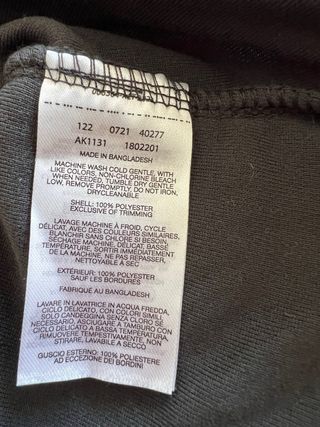 122 0721 40277
AK1131 1802201
MADE IN BANGLADESH
MACHINE WASH COLD GENTLE, WITH
LIKE COLORS, NON-CHLORINE BLEACH
WHEN NEEDED, TUMBLE DRY GENTLE
LOW, REMOVE PROMPTLY, DO NOT IRON,
DRYCLEANABLE
SHELL: 100% POLYESTER
EXCLUSIVE OF TRIMMING
LAVAGE MACHINE À FROID, CYCLE
DÉLICAT, AVEC DES COULEURS SIMILAIRES,
BLANCHIR SANS CHLORE SI BESOIN,
SÉCHAGE MACHINE, DÉLICAT, BASSE
TEMPÉRATURE, SORTIR IMMÉDIATEMENT
DE LA MACHINE, NE PAS REPASSER,
NETTOYABLE À SEC
EXTÉRIEUR: 100% POLYESTER
SAUF LES BORDURES
FABRIQUÉ AU BANGLADESH
LAVARE IN LAVATRICE IN ACQUA FREDDA,
CICLO DELICATO, CON COLORI SIMILI,
SOLO CANDEGGINA SENZA CLORO SE
NECESSARIO, ASCIUGARE A TAMBURO CON
CICLO DELICATO A BASSA TEMPERATURA,
RIMUOVERE TEMPESTIVAMENTE, NON
STIRARE, LAVABILE A SECCO
GUSCIO ESTERNO: 100% POLIESTERE
AD ECCEZIONE DEI BORDINI